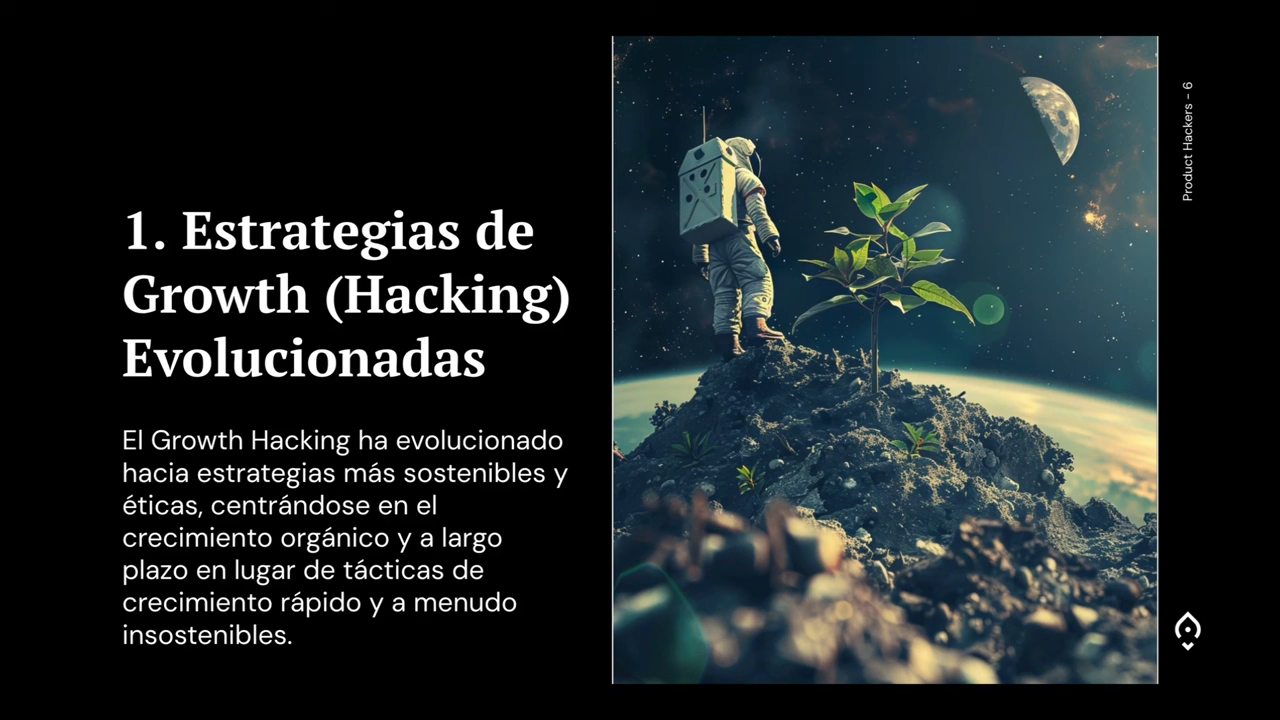 1. Estrategias de
Growth (Hacking)
Evolucionadas
El Growth Hacking ha evolucionado
hacia estrategias más sostenibles y
éticas, centrándose en el
crecimiento orgánico y a largo
plazo en lugar de tácticas de
crecimiento rápido y a menudo
insostenibles.
Product Hackers - 6